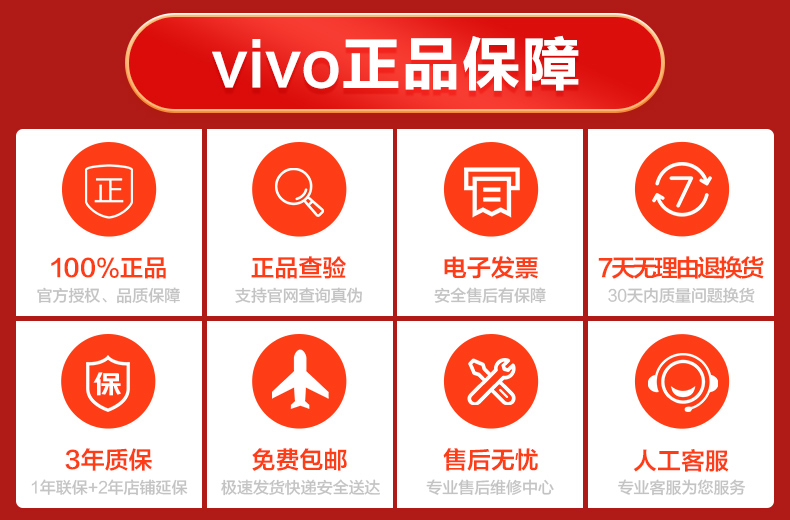 vivo正品保障
正
100%正品
官方授权、品质保障
正品查验
支持官网查询真伪
电子发票
安全售后有保障
7
7天无理由退换货
30天内质量问题换货
保
3年质保
1年联保+2年店铺延保
免费包邮
极速发货快递安全送达
售后无忧
专业售后维修中心
人工客服
专业客服为您服务